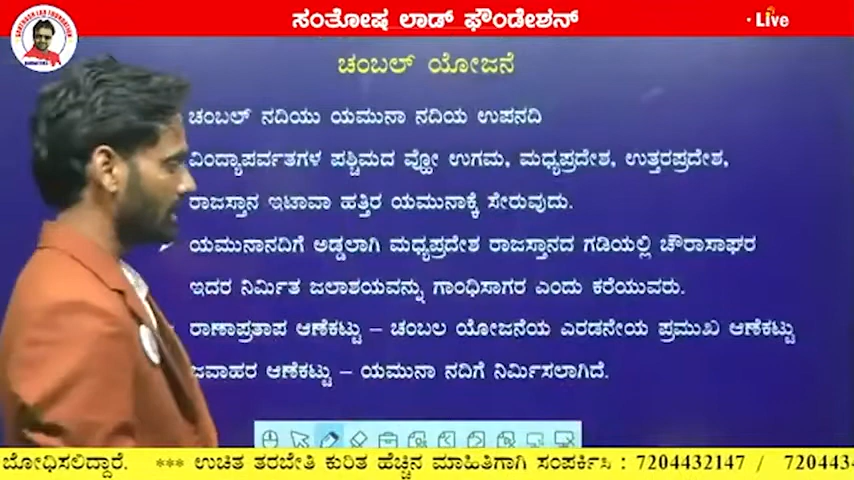 ಸಂತೋಷ ಲಾಡ್ ಫೌಂಡೇಶನ್
Live
ಚಂಬಲ್ ಯೋಜನೆ
ಚಂಬಲ್ ನದಿಯು ಯಮುನಾ ನದಿಯ ಉಪನದಿ
ವಿಂದ್ಯಾಪರ್ವತಗಳ ಪಶ್ಚಿಮದ ವ್ಹೋ ಉಗಮ, ಮಧ್ಯಪ್ರದೇಶ, ಉತ್ತರಪ್ರದೇಶ,
ರಾಜಸ್ತಾನ ಇಟಾವಾ ಹತ್ತಿರ ಯಮುನಾಕ್ಕೆ ಸೇರುವುದು.
ಯಮುನಾನದಿಗೆ ಅಡ್ಡಲಾಗಿ ಮಧ್ಯಪ್ರದೇಶ ರಾಜಸ್ತಾನದ ಗಡಿಯಲ್ಲಿ ಚೌರಾಸಾಘರ
ಇದರ ನಿರ್ಮಿತ ಜಲಾಶಯವನ್ನು ಗಾಂಧಿಸಾಗರ ಎಂದು ಕರೆಯುವರು.
ರಾಣಾಪ್ರತಾಪ ಆಣೆಕಟ್ಟು – ಚಂಬಲ ಯೋಜನೆಯ ಎರಡನೇಯ ಪ್ರಮುಖ ಆಣೆಕಟ್ಟು
ಜವಾಹರ ಆಣೆಕಟ್ಟು – ಯಮುನಾ ನದಿಗೆ ನಿರ್ಮಿಸಲಾಗಿದೆ.
ಬೋಧಿಸಲಿದ್ದಾರೆ. *** ಉಚಿತ ತರಬೇತಿ ಕುರಿತ ಹೆಚ್ಚಿನ ಮಾಹಿತಿಗಾಗಿ ಸಂಪರ್ಕಿಸಿ : 7204432147 / 720443